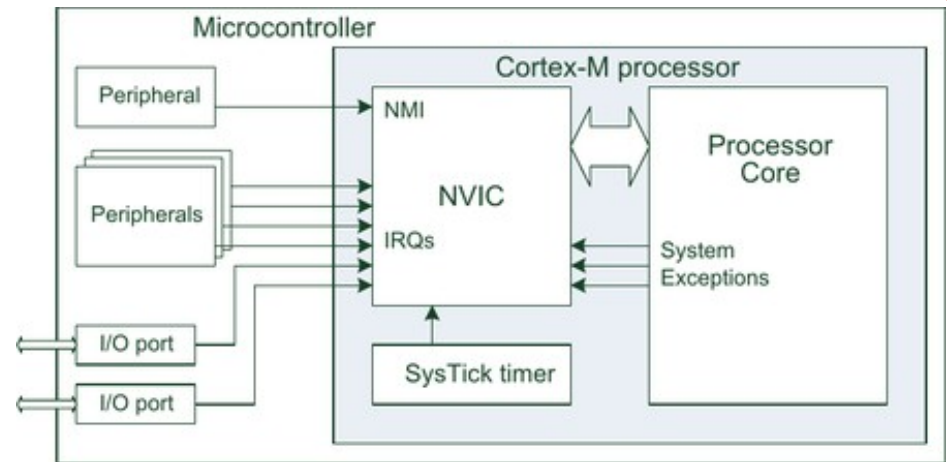 Microcontroller
Cortex-M processor
Peripheral
NMI
Processor
Core
NVIC
Peripherals
IRQs
System
Exceptions
I/O port
SysTick timer
I/O port